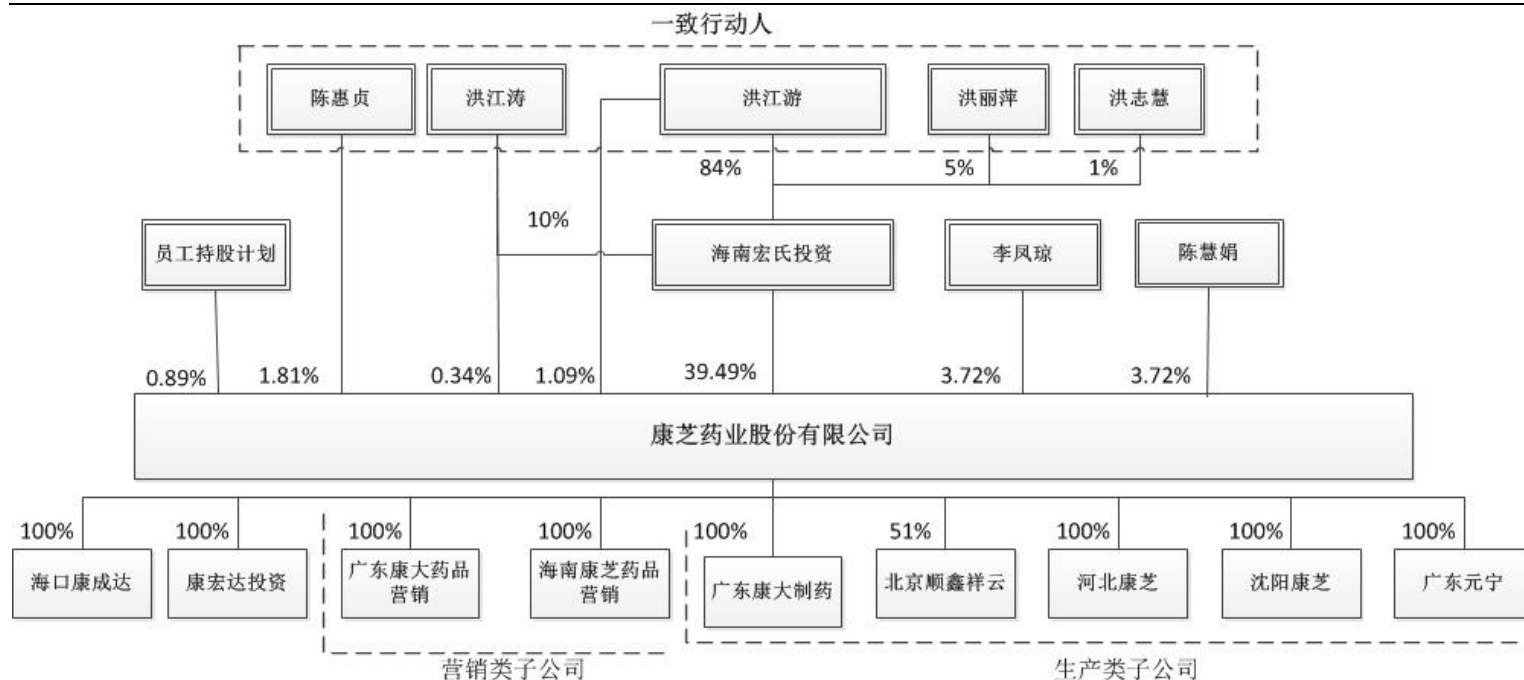 一致行动人
陈惠贞
洪江涛
洪江游
洪丽萍
洪志慧
84%
5%
1%
10%
员工持股计划
海南宏氏投资
李凤琼
陈慧娟
0.89%
1.81%
0.34%
1.09%
39.49%
3.72%
3.72%
康芝药业股份有限公司
100%
100%
100%
100%
100%
51%
100%
100%
100%
海口康成达
康宏达投资
广东康大药品
营销
海南康芝药品
营销
广东康大制药
北京顺鑫祥云
河北康芝
沈阳康芝
广东元宁
营销类子公司
生产类子公司